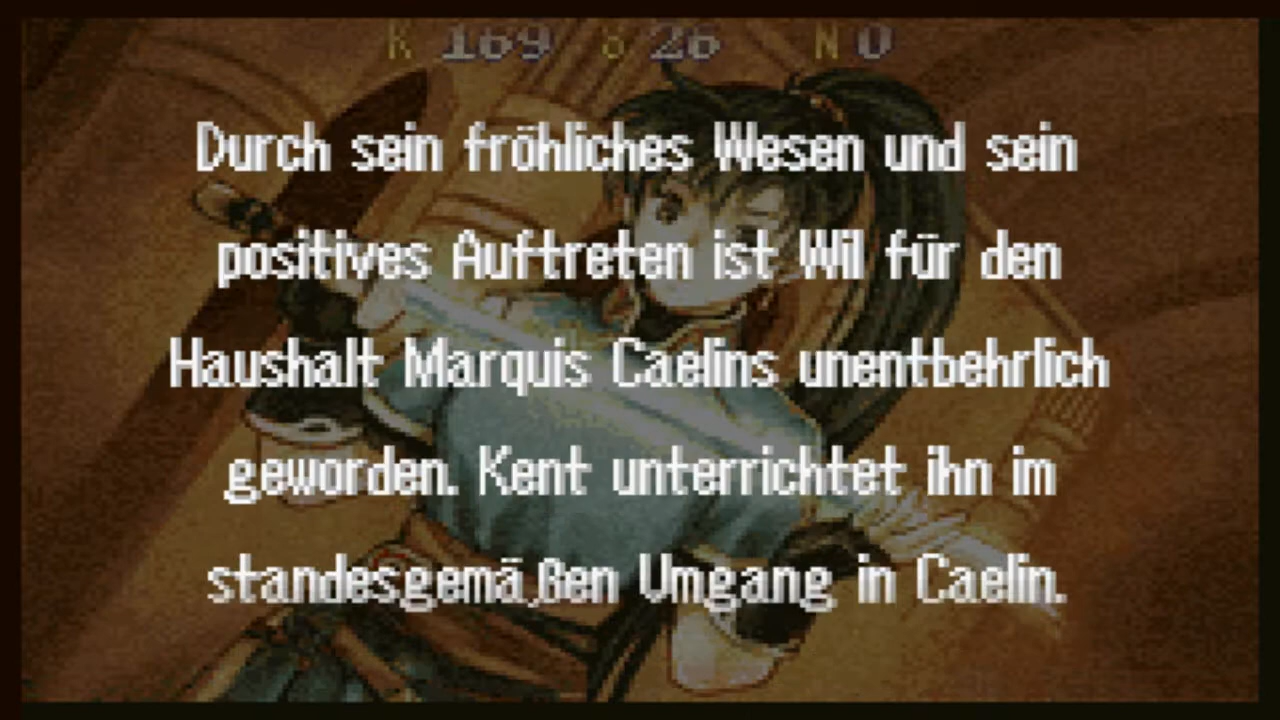 K 169 S 26 N 0
Durch sein fröhliches Wesen und sein
positives Auftreten ist Wil für den
Haushalt Marquis Caelins unentbehrlich
geworden. Kent unterrichtet ihn im
standesgemäßen Umgang in Caelin.